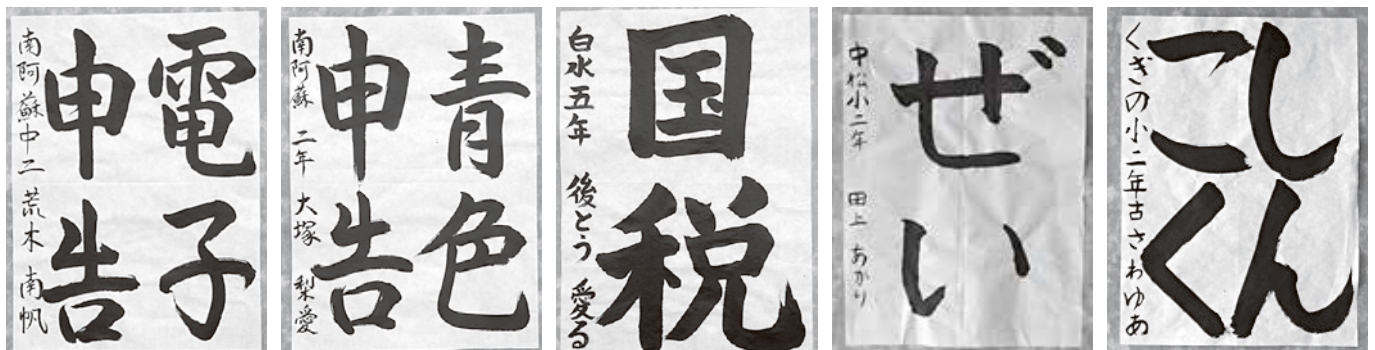 電子
申告
南阿蘇中二 荒木 南帆
青色
申告
南阿蘇 二年 大塚 梨愛
国税
白水五年 後とう 愛る
ぜい
中松小二年 田上 あかり
しん
こく
くぎの小二年古さわゆあ